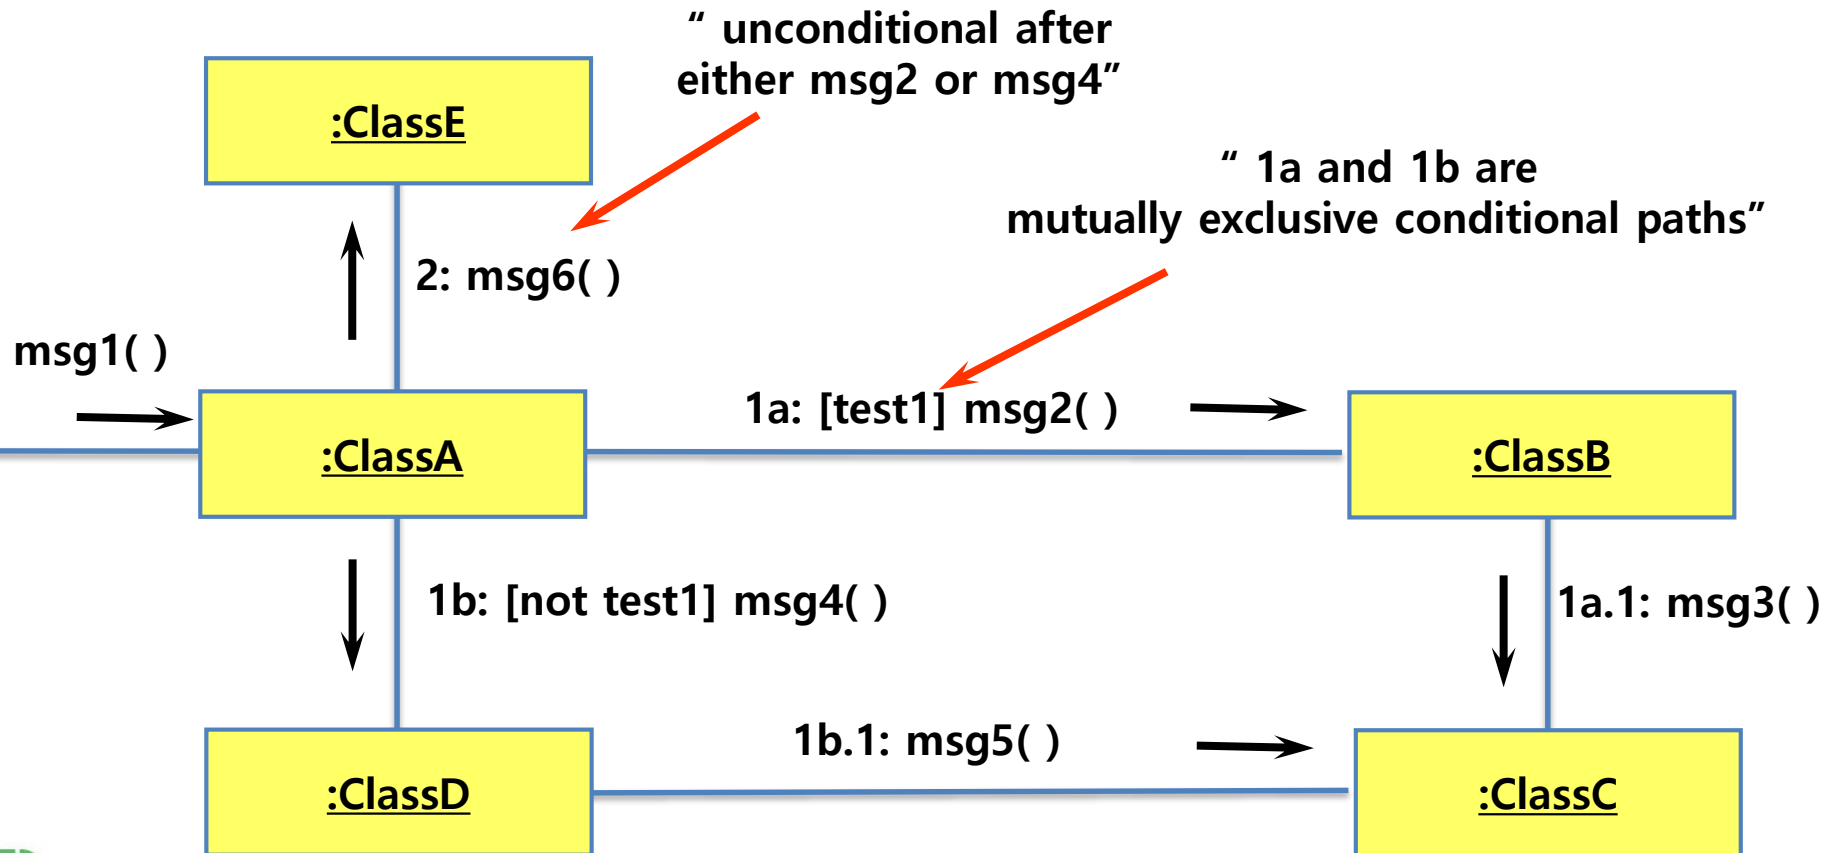 “ unconditional after
either msg2 or msg4”
:ClassE
“ 1a and 1b are
mutually exclusive conditional paths”
2: msg6( )
msg1( )
1a: [test1] msg2( )
:ClassA
:ClassB
1b: [not test1] msg4( )
1a.1: msg3( )
1b.1: msg5( )
:ClassD
:ClassC